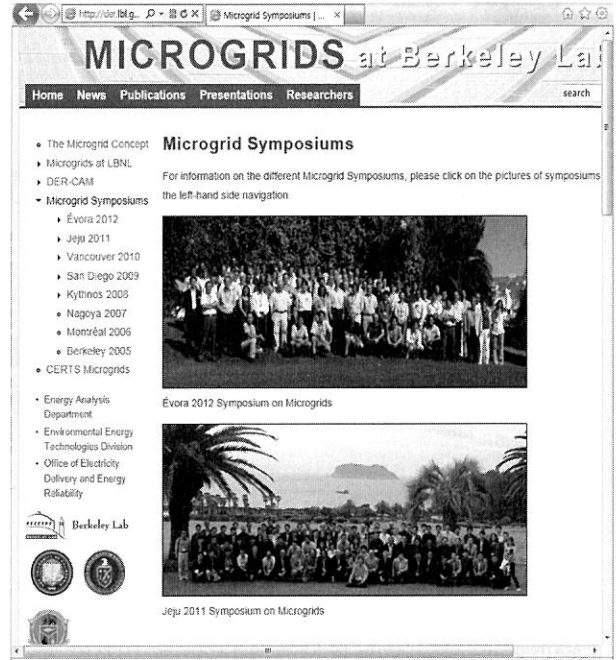 http://der.lbl.g...
Microgrid Symposiums | ...
MICROGRIDS at Berkeley Lab
Home News Publications Presentations Researchers
search
The Microgrid Concept
Microgrids at LBNL
DER-CAM
Microgrid Symposiums
Évora 2012
Jeju 2011
Vancouver 2010
San Diego 2009
Kythnos 2008
Nagoya 2007
Montréal 2006
Berkeley 2005
CERTS Microgrids
Energy Analysis
Department
Environmental Energy
Technologies Division
Office of Electricity
Delivery and Energy
Reliability
Berkeley Lab
Microgrid Symposiums
For information on the different Microgrid Symposiums, please click on the pictures of symposiums
the left-hand side navigation.
Évora 2012 Symposium on Microgrids
Jeju 2011 Symposium on Microgrids